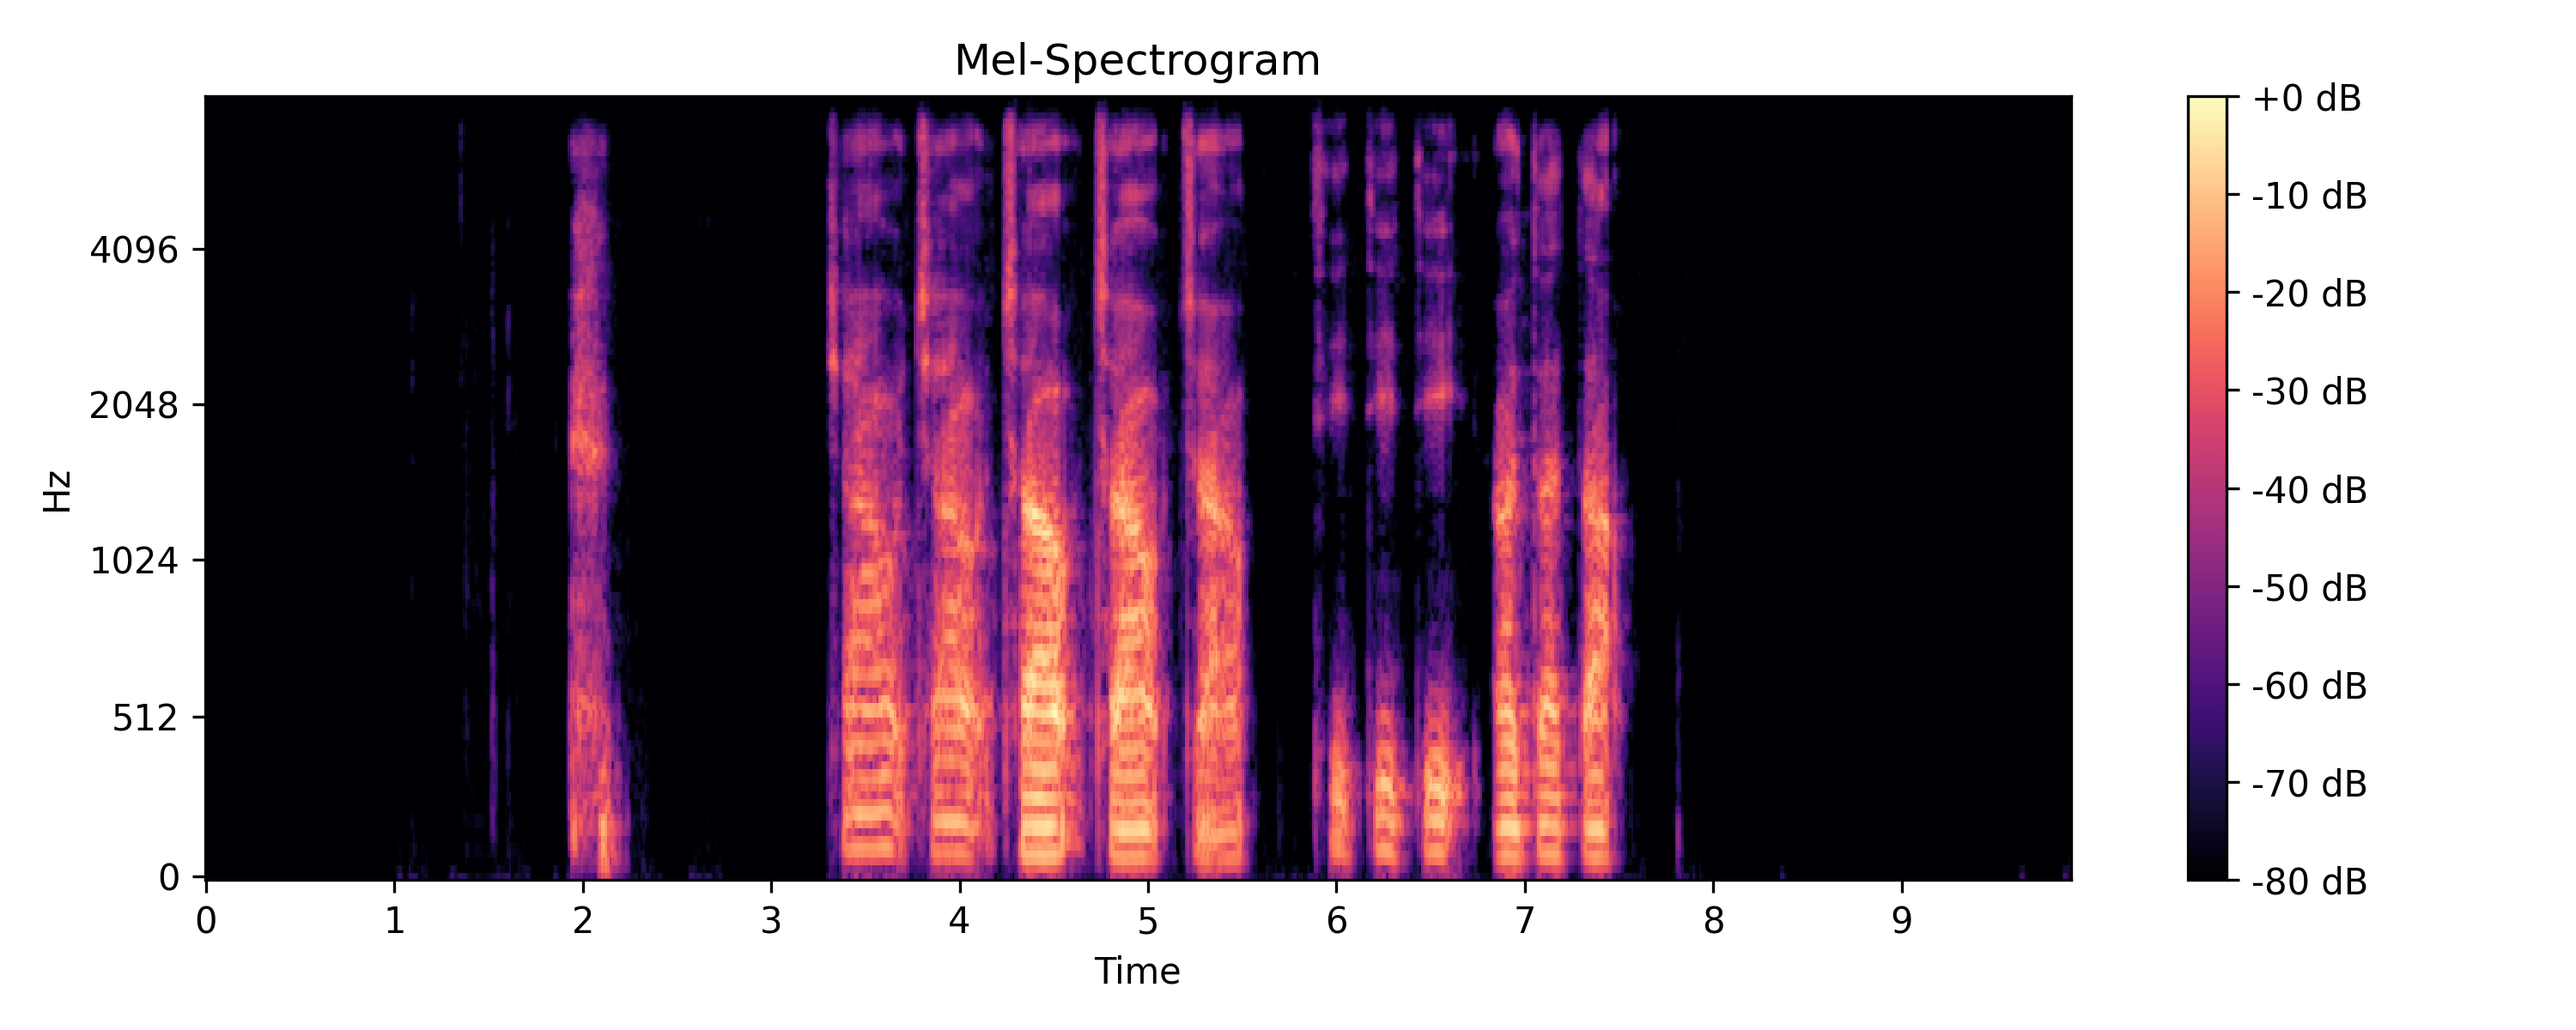 Mel-Spectrogram
+0 dB
-10 dB
-20 dB
-30 dB
-40 dB
-50 dB
-60 dB
-70 dB
-80 dB
Hz
4096
2048
1024
512
0
0 1 2 3 4 5 6 7 8 9
Time